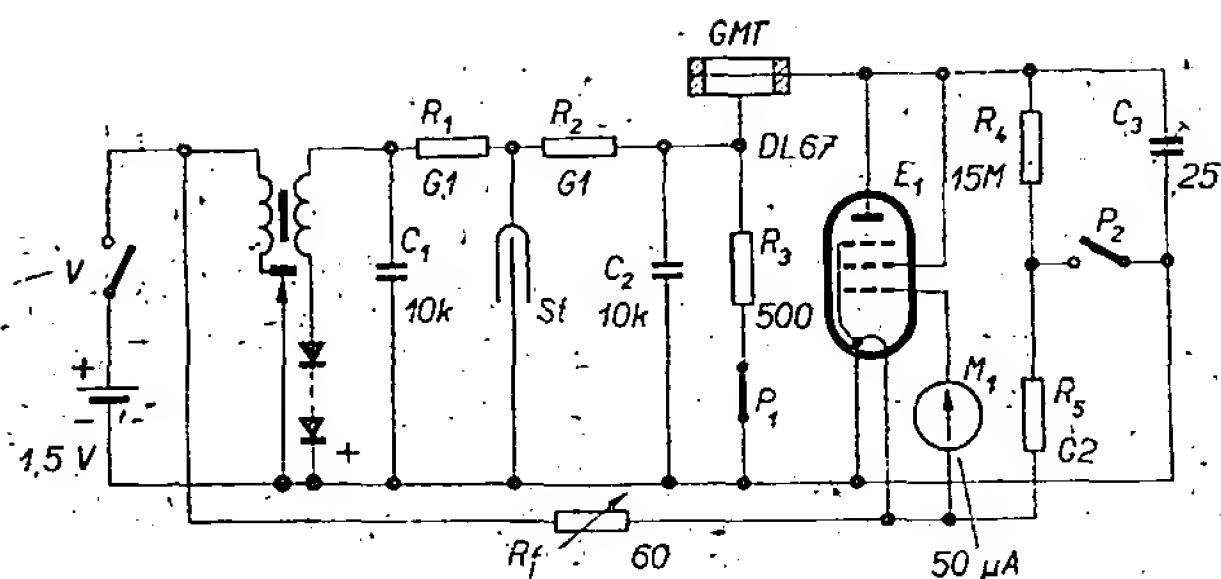 GMT
R1
R2
DL67
R4
C3
G1
G1
E1
15M
25
V
C1
C2
R3
P2
10k
St
10k
500
+
-
-
1,5 V
+
P1
M1
R5
G2
Rf
60
50 µA